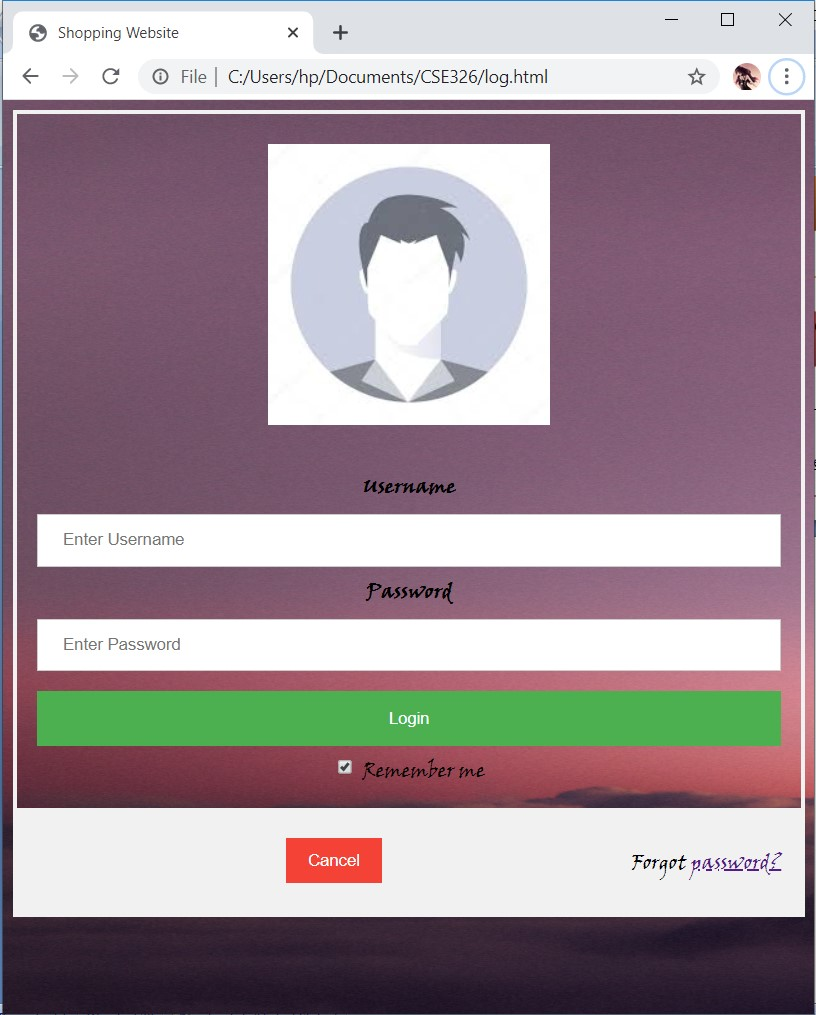 Shopping Website
File | C:/Users/hp/Documents/CSE326/log.html
Username
Enter Username
Password
Enter Password
Login
Remember me
Cancel
Forgot password?